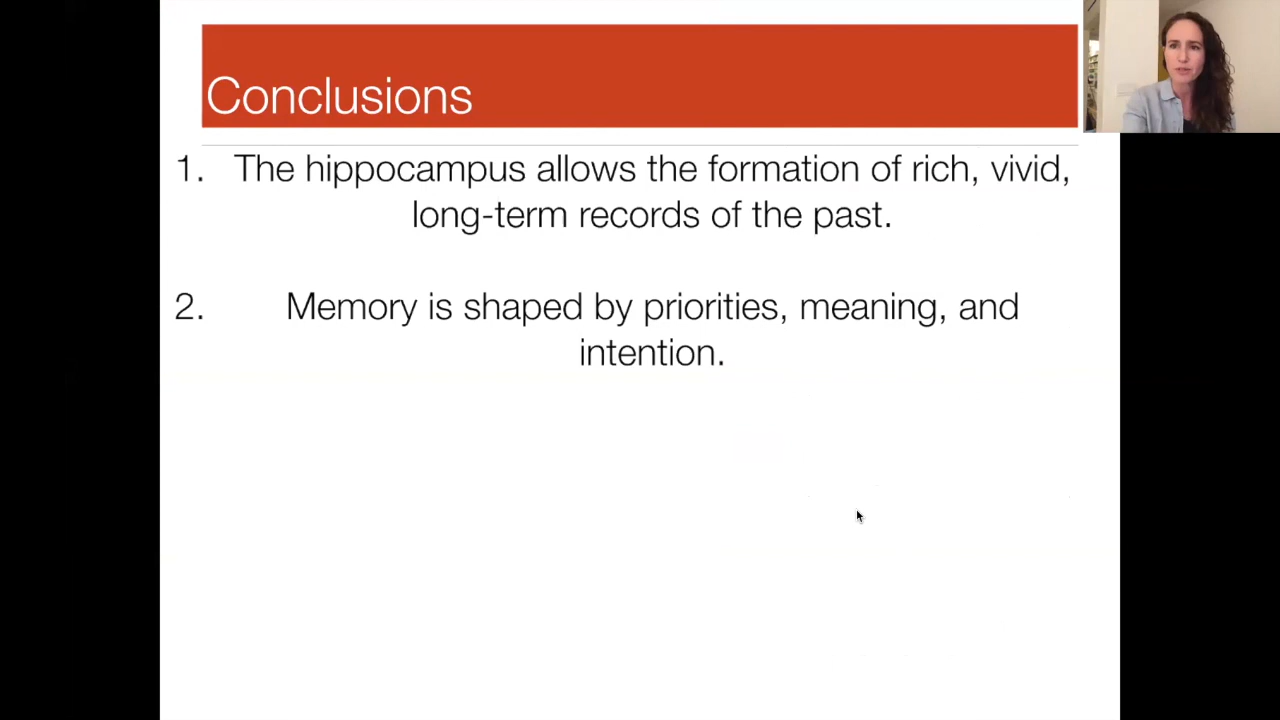 Conclusions
1. The hippocampus allows the formation of rich, vivid,
long-term records of the past.
2. Memory is shaped by priorities, meaning, and
intention.